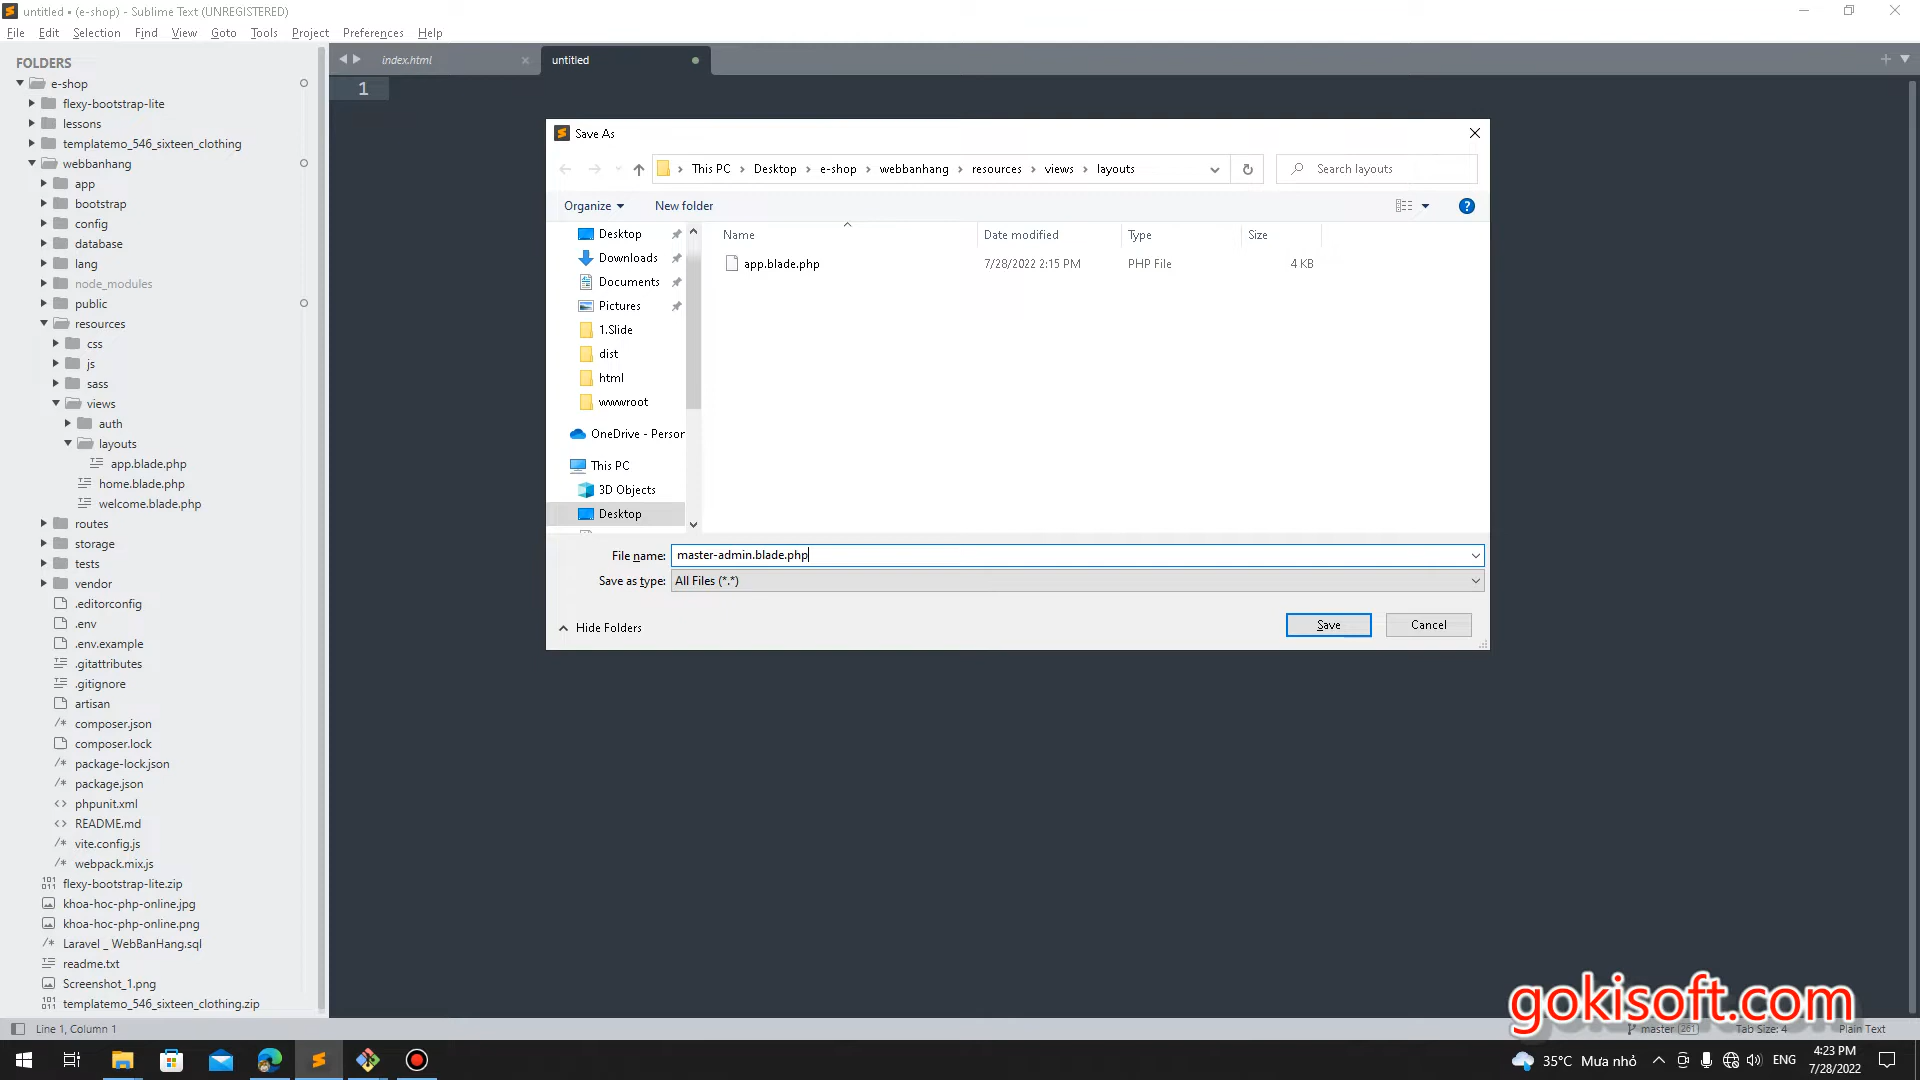 untitled • (e-shop) - Sublime Text (UNREGISTERED)
File Edit Selection Find View Goto Tools Project Preferences Help
FOLDERS
e-shop
flexy-bootstrap-lite
lessons
templatemo_546_sixteen_clothing
webbanhang
app
bootstrap
config
database
lang
node_modules
public
resources
css
js
sass
views
auth
layouts
app.blade.php
home.blade.php
welcome.blade.php
routes
storage
tests
vendor
.editorconfig
.env
.env.example
.gitattributes
.gitignore
artisan
composer.json
composer.lock
package-lock.json
package.json
phpunit.xml
README.md
vite.config.js
webpack.mix.js
flexy-bootstrap-lite.zip
khoa-hoc-php-online.jpg
khoa-hoc-php-online.png
Laravel _ WebBanHang.sql
readme.txt
Screenshot_1.png
templatemo_546_sixteen_clothing.zip
index.html
untitled
1
Save As
This PC › Desktop › e-shop › webbanhang › resources › views › layouts
Search layouts
Organize New folder
Desktop
Downloads
Documents
Pictures
1.Slide
dist
html
wwwroot
OneDrive - Person
This PC
3D Objects
Desktop
Name Date modified Type Size
app.blade.php 7/28/2022 2:15 PM PHP File 4 KB
File name: master-admin.blade.php
Save as type: All Files (*.*)
Hide Folders
Save Cancel
gokisoft.com
Line 1, Column 1
master 261 Tab Size: 4 Plain Text
35°C Mưa nhỏ
ENG
4:23 PM
7/28/2022